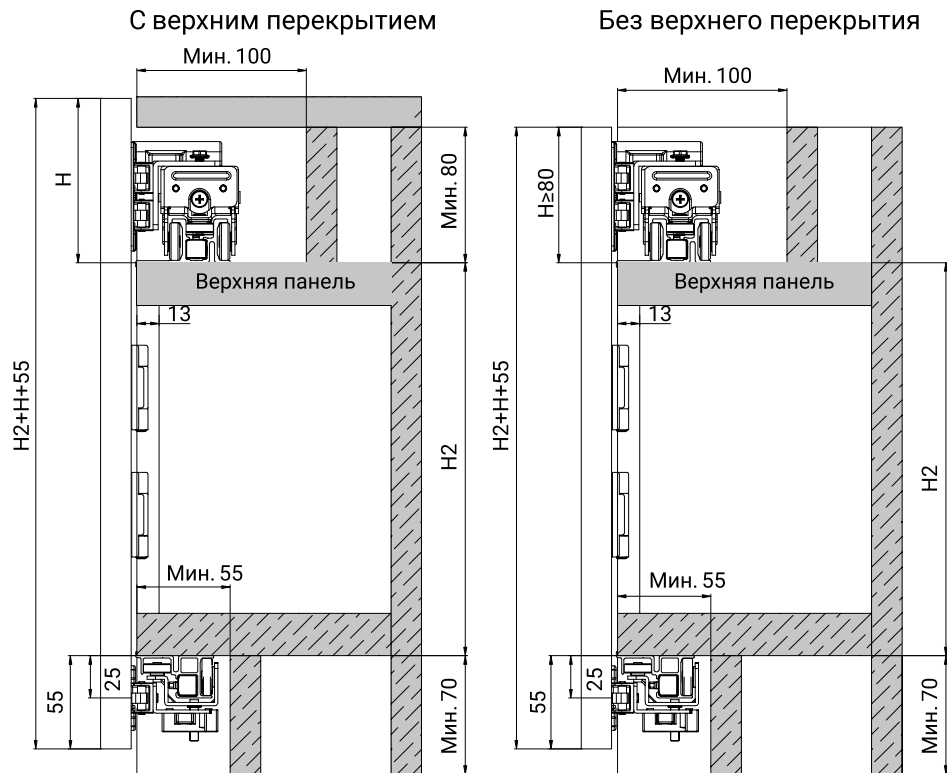 С верхним перекрытием
Мин. 100
H
Мин. 80
Верхняя панель
13
H2+H+55
H2
Мин. 55
25
55
Мин. 70
Без верхнего перекрытия
Мин. 100
H≥80
Верхняя панель
13
H2+H+55
H2
Мин. 55
25
55
Мин. 70